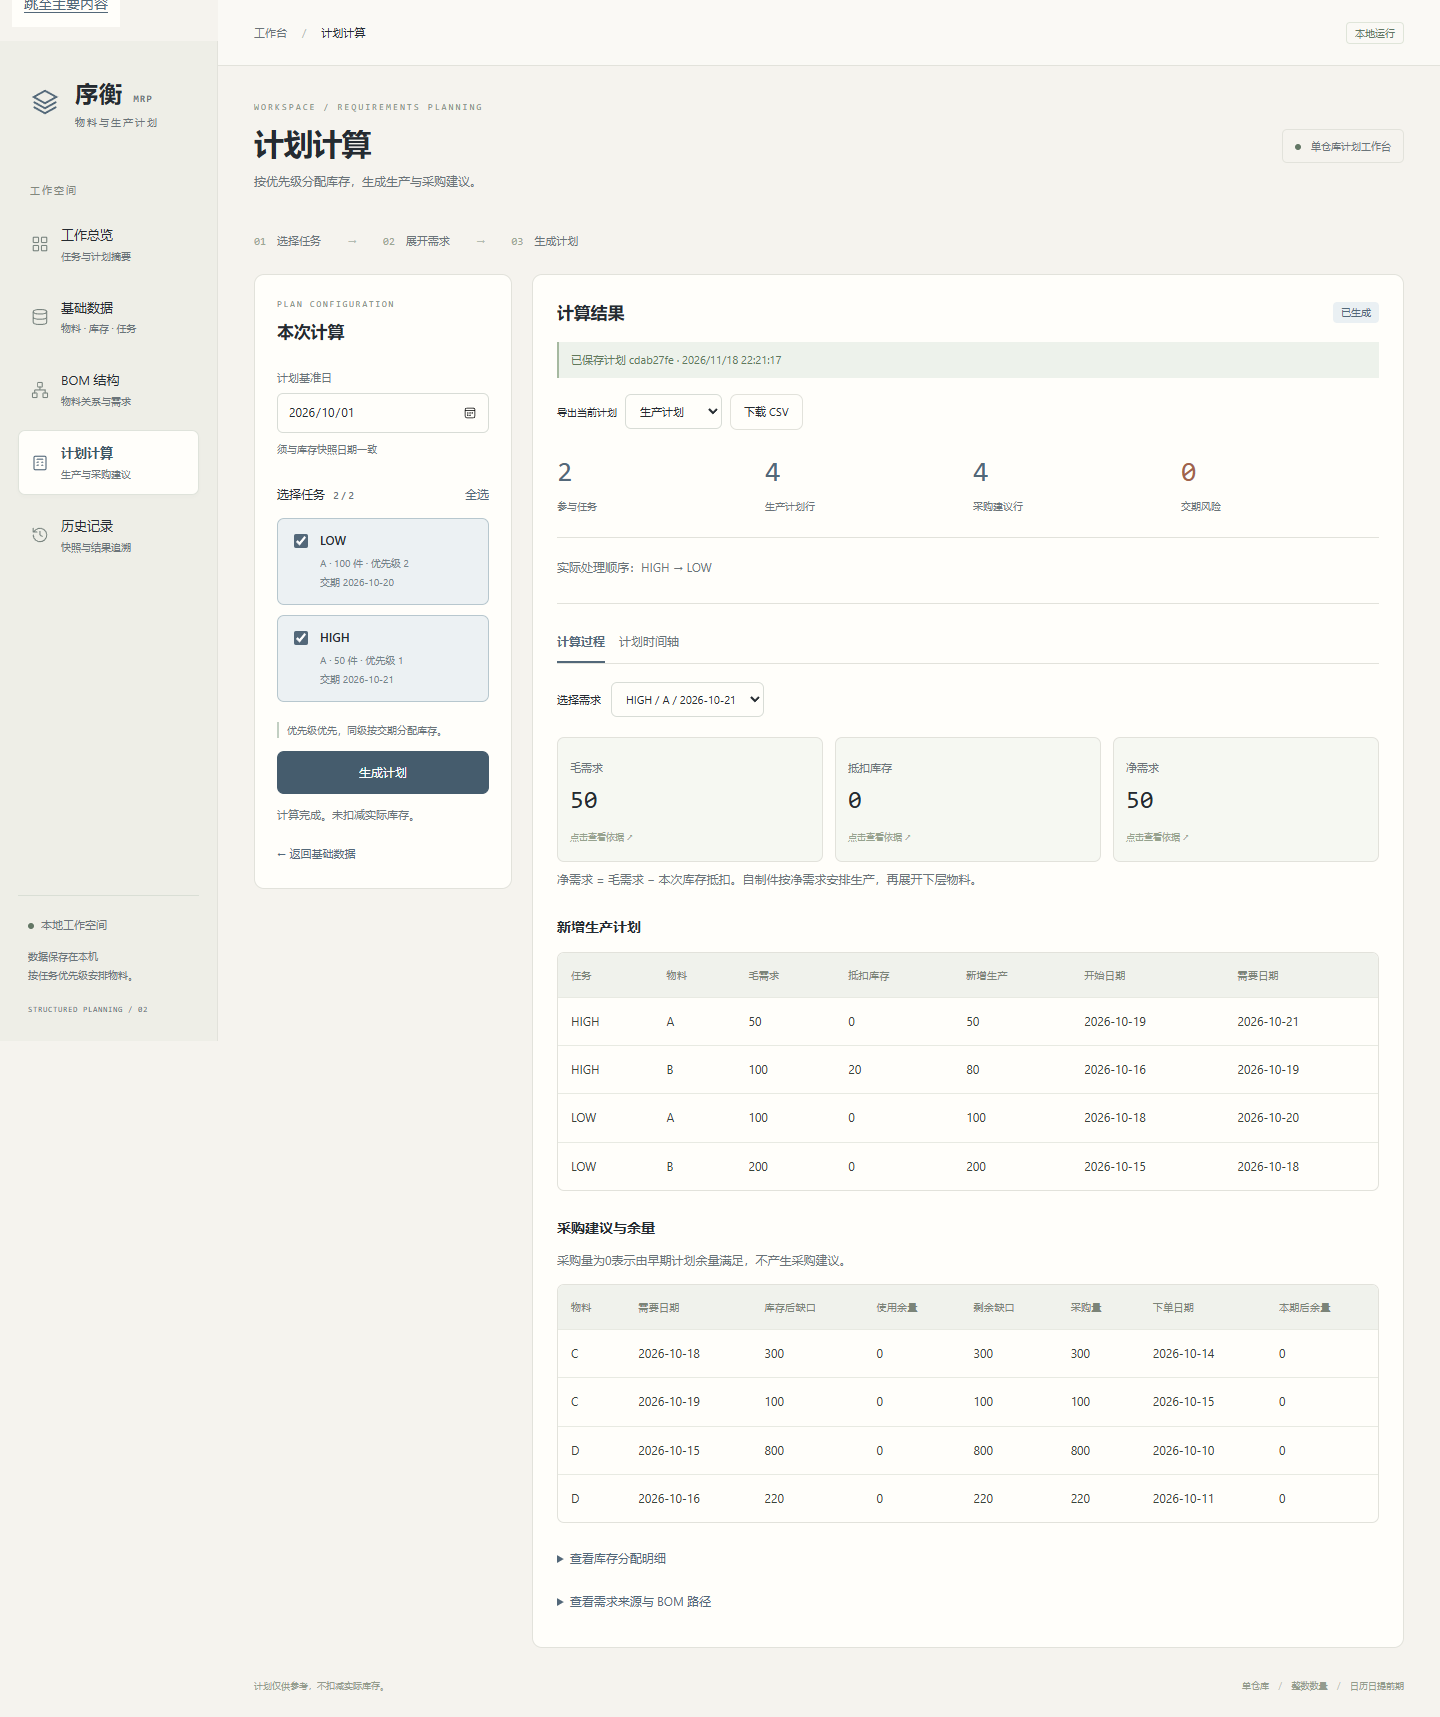 跳至主要内容
序衡 MRP
物料与生产计划
工作空间
工作总览
任务与计划摘要
基础数据
物料 · 库存 · 任务
BOM 结构
物料关系与需求
计划计算
生产与采购建议
历史记录
快照与结果追溯
本地工作空间
数据保存在本机
按任务优先级安排物料。
STRUCTURED PLANNING / 02
工作台 / 计划计算
本地运行
WORKSPACE / REQUIREMENTS PLANNING
计划计算
按优先级分配库存，生成生产与采购建议。
单仓库计划工作台
01 选择任务 → 02 展开需求 → 03 生成计划
PLAN CONFIGURATION
本次计算
计划基准日
2026/10/01
须与库存快照日期一致
选择任务 2 / 2 全选
LOW
A · 100 件 · 优先级 2
交期 2026-10-20
HIGH
A · 50 件 · 优先级 1
交期 2026-10-21
优先级优先，同级按交期分配库存。
生成计划
计算完成。未扣减实际库存。
← 返回基础数据
计算结果
已生成
已保存计划 cdab27fe · 2026/11/18 22:21:17
导出当前计划 生产计划 下载 CSV
2 4 4 0
参与任务 生产计划行 采购建议行 交期风险
实际处理顺序：HIGH → LOW
计算过程 计划时间轴
选择需求 HIGH / A / 2026-10-21
毛需求 抵扣库存 净需求
50 0 50
点击查看依据 ↗ 点击查看依据 ↗ 点击查看依据 ↗
净需求 = 毛需求 − 本次库存抵扣。自制件按净需求安排生产，再展开下层物料。
新增生产计划
任务 物料 毛需求 抵扣库存 新增生产 开始日期 需要日期
HIGH A 50 0 50 2026-10-19 2026-10-21
HIGH B 100 20 80 2026-10-16 2026-10-19
LOW A 100 0 100 2026-10-18 2026-10-20
LOW B 200 0 200 2026-10-15 2026-10-18
采购建议与余量
采购量为0表示由早期计划余量满足，不产生采购建议。
物料 需要日期 库存后缺口 使用余量 剩余缺口 采购量 下单日期 本期后余量
C 2026-10-18 300 0 300 300 2026-10-14 0
C 2026-10-19 100 0 100 100 2026-10-15 0
D 2026-10-15 800 0 800 800 2026-10-10 0
D 2026-10-16 220 0 220 220 2026-10-11 0
▶ 查看库存分配明细
▶ 查看需求来源与 BOM 路径
计划仅供参考，不扣减实际库存。
单仓库 / 整数数量 / 日历日提前期